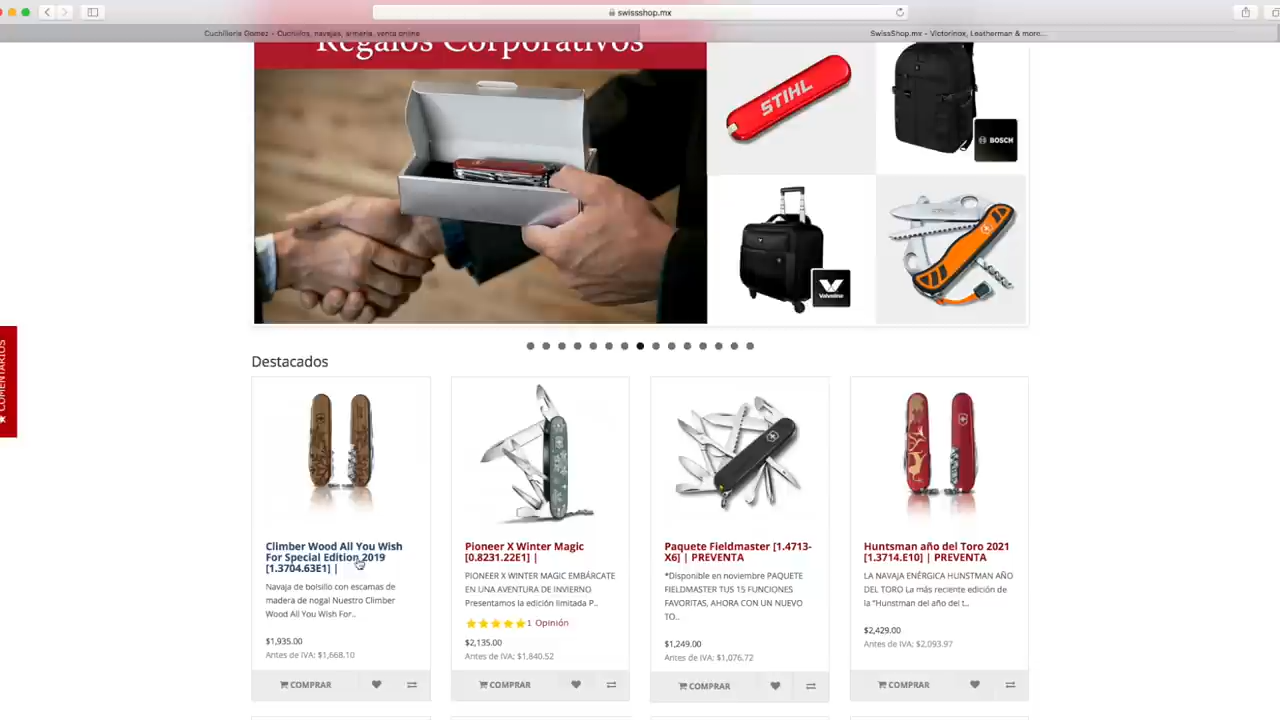 swissshop.mx
Cuchillería Gomez - Cuchillos, navajas, armería, venta online
SwissShop.mx - Victorinox, Leatherman & more...
Regalos Corporativos
STIHL
BOSCH
Valvoline
★ COMENTARIOS
Destacados
Climber Wood All You Wish
For Special Edition 2019
[1.3704.63E1] |
Navaja de bolsillo con escamas de
madera de nogal Nuestro Climber
Wood All You Wish For..
$1,935.00
Antes de IVA: $1,668.10
COMPRAR
Pioneer X Winter Magic
[0.8231.22E1] |
PIONEER X WINTER MAGIC EMBÁRCATE
EN UNA AVENTURA DE INVIERNO
Presentamos la edición limitada P..
1 Opinión
$2,135.00
Antes de IVA: $1,840.52
COMPRAR
Paquete Fieldmaster [1.4713-
X6] | PREVENTA
*Disponible en noviembre PAQUETE
FIELDMASTER TUS 15 FUNCIONES
FAVORITAS, AHORA CON UN NUEVO
TO..
$1,249.00
Antes de IVA: $1,076.72
COMPRAR
Huntsman año del Toro 2021
[1.3714.E10] | PREVENTA
LA NAVAJA ENÉRGICA HUNSTMAN AÑO
DEL TORO La más reciente edición de
la "Huntsman del año del t..
$2,429.00
Antes de IVA: $2,093.97
COMPRAR